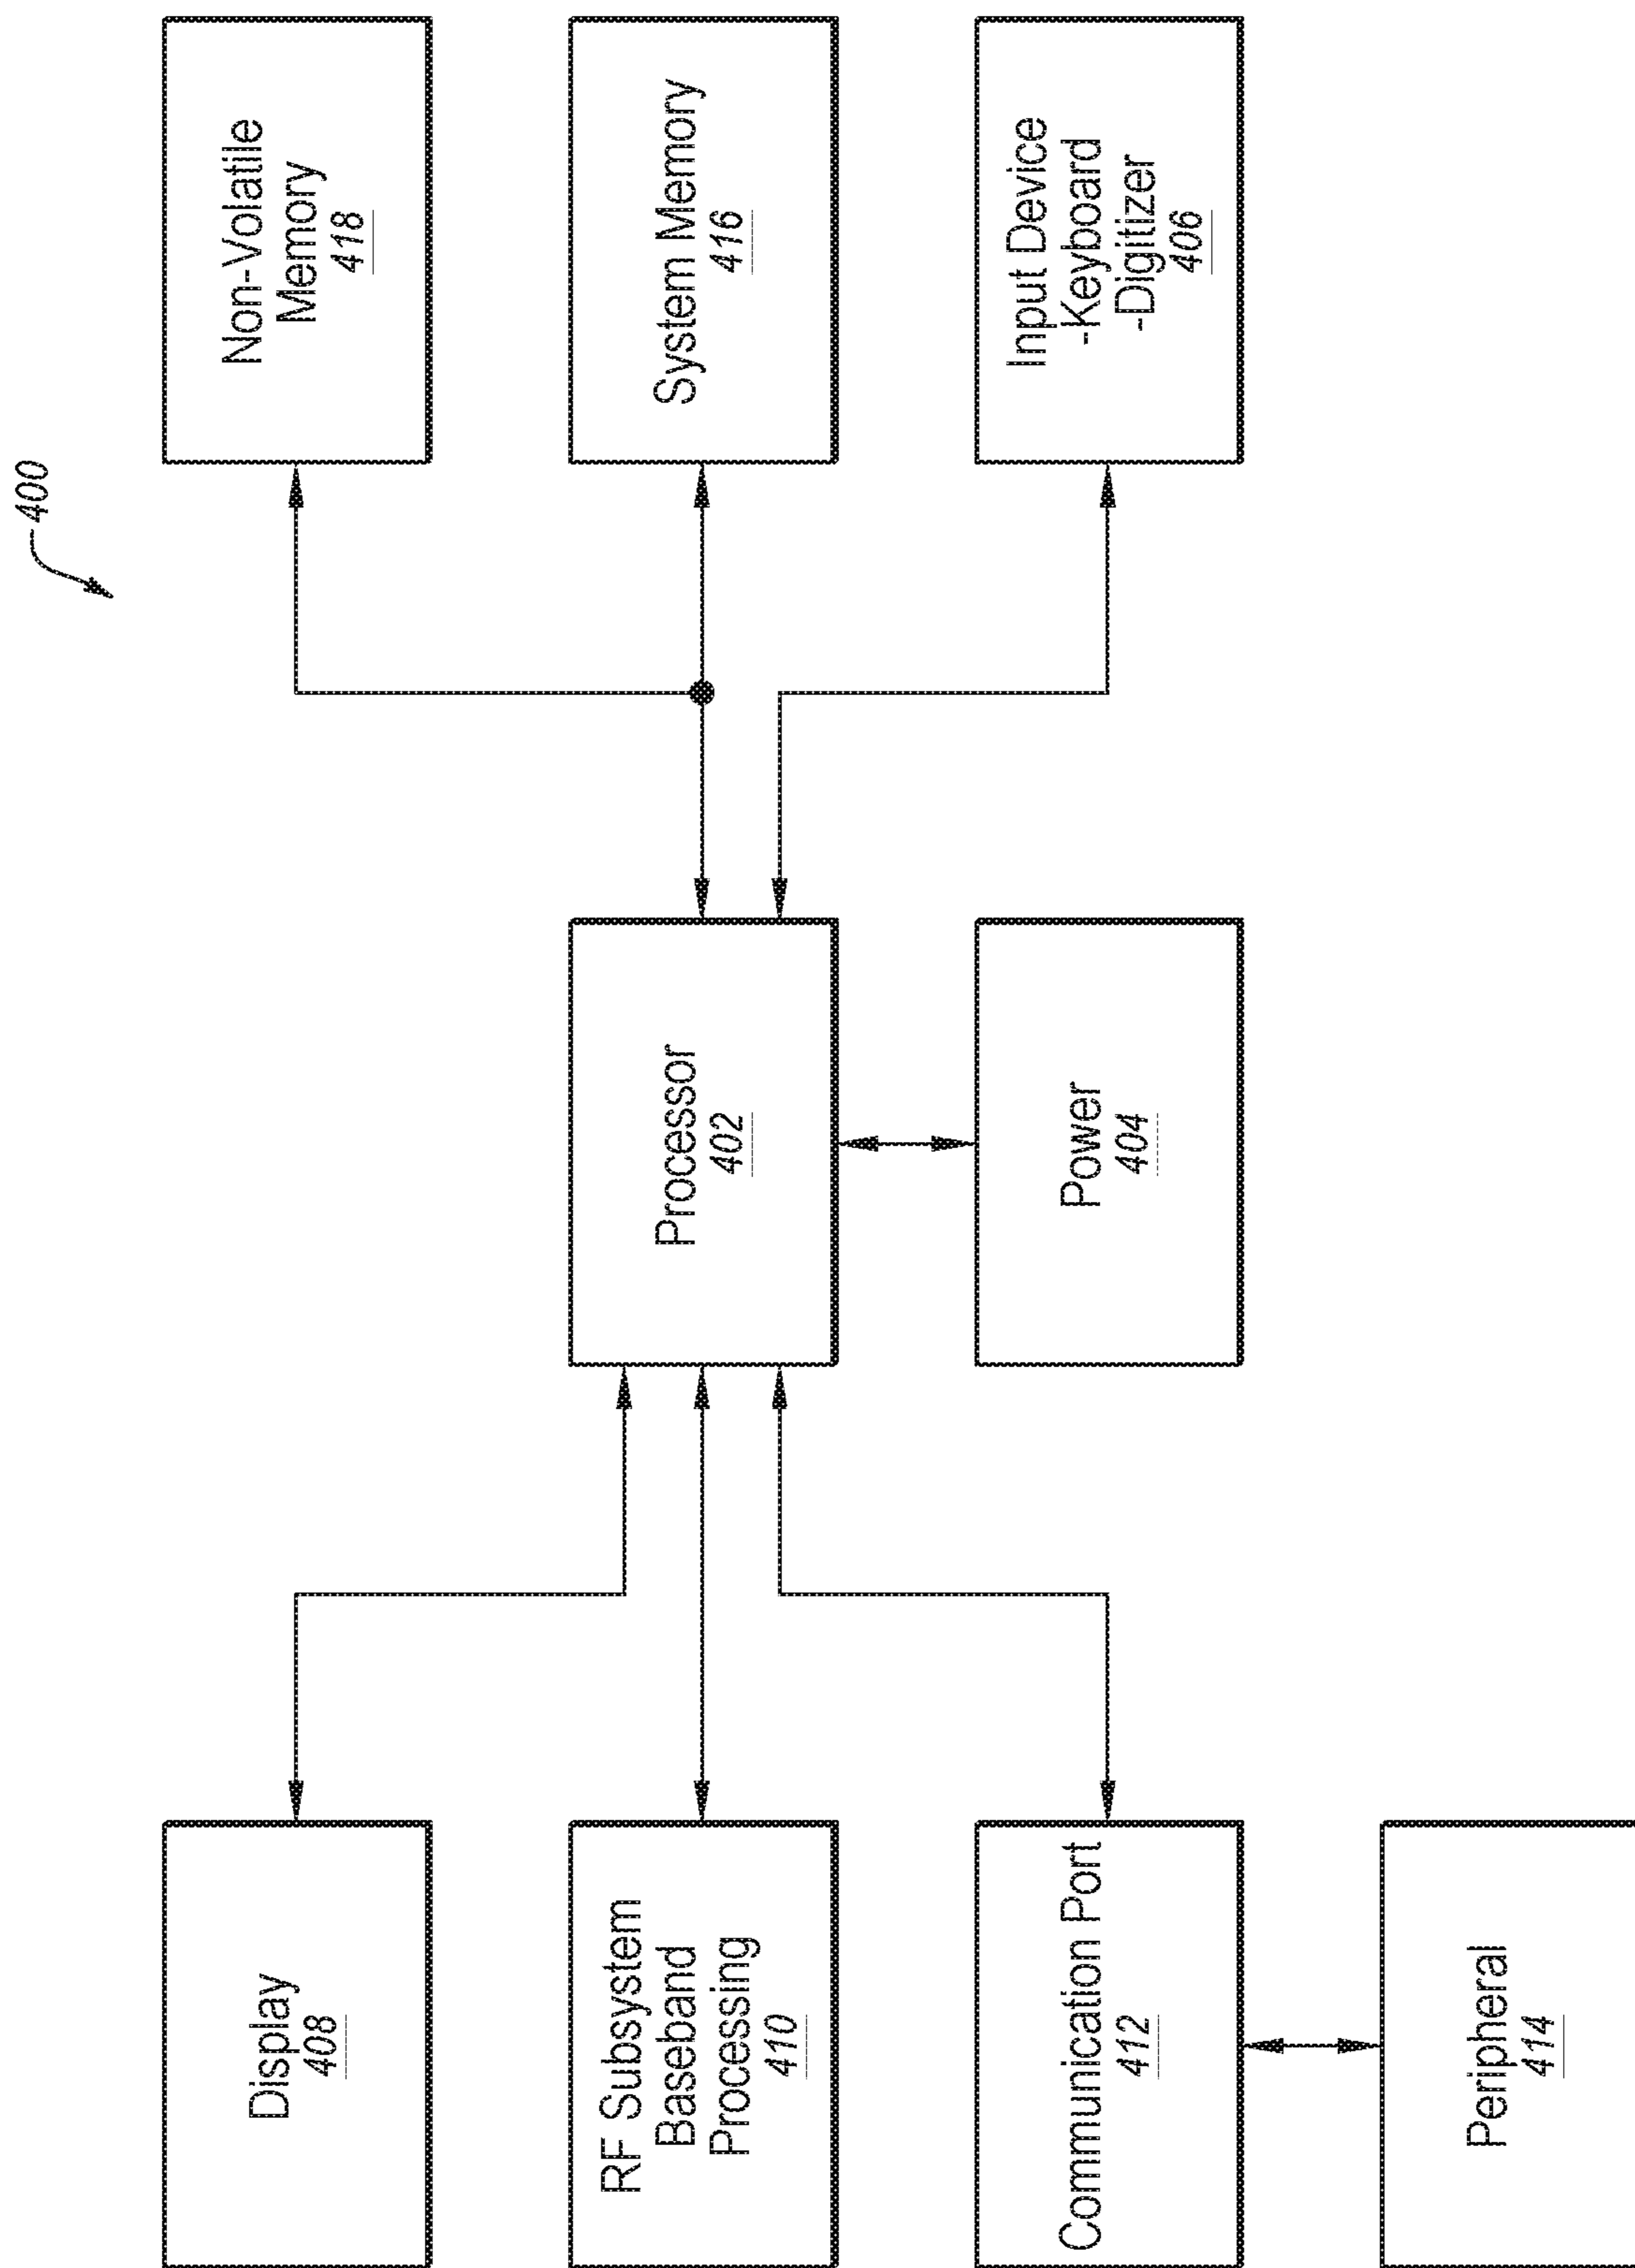 400
Display
408
Processor
402
Non-Volatile
Memory
418
RF Subsystem
Baseband
Processing
410
System Memory
416
Communication Port
412
Power
404
Input Device
-Keyboard
-Digitizer
406
Peripheral
414